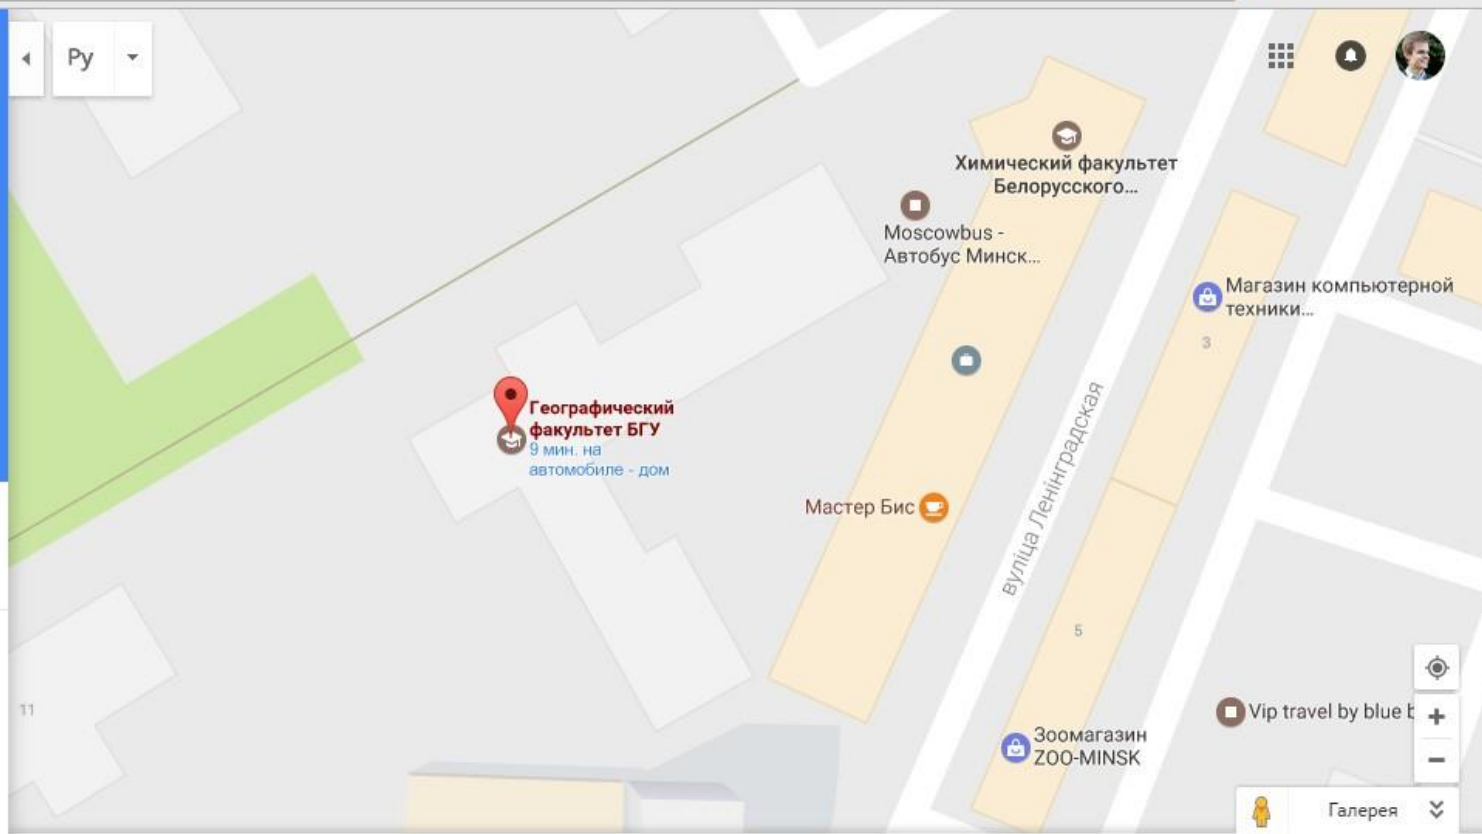 Ру
Химический факультет
Белорусского...
Moscowbus -
Автобус Минск...
Магазин компьютерной
техники...
3
Географический
факультет БГУ
9 мин. на
автомобиле - дом
вуліца Ленінградская
Мастер Бис
5
11
Vip travel by blue b
Зоомагазин
ZOO-MINSK
Галерея